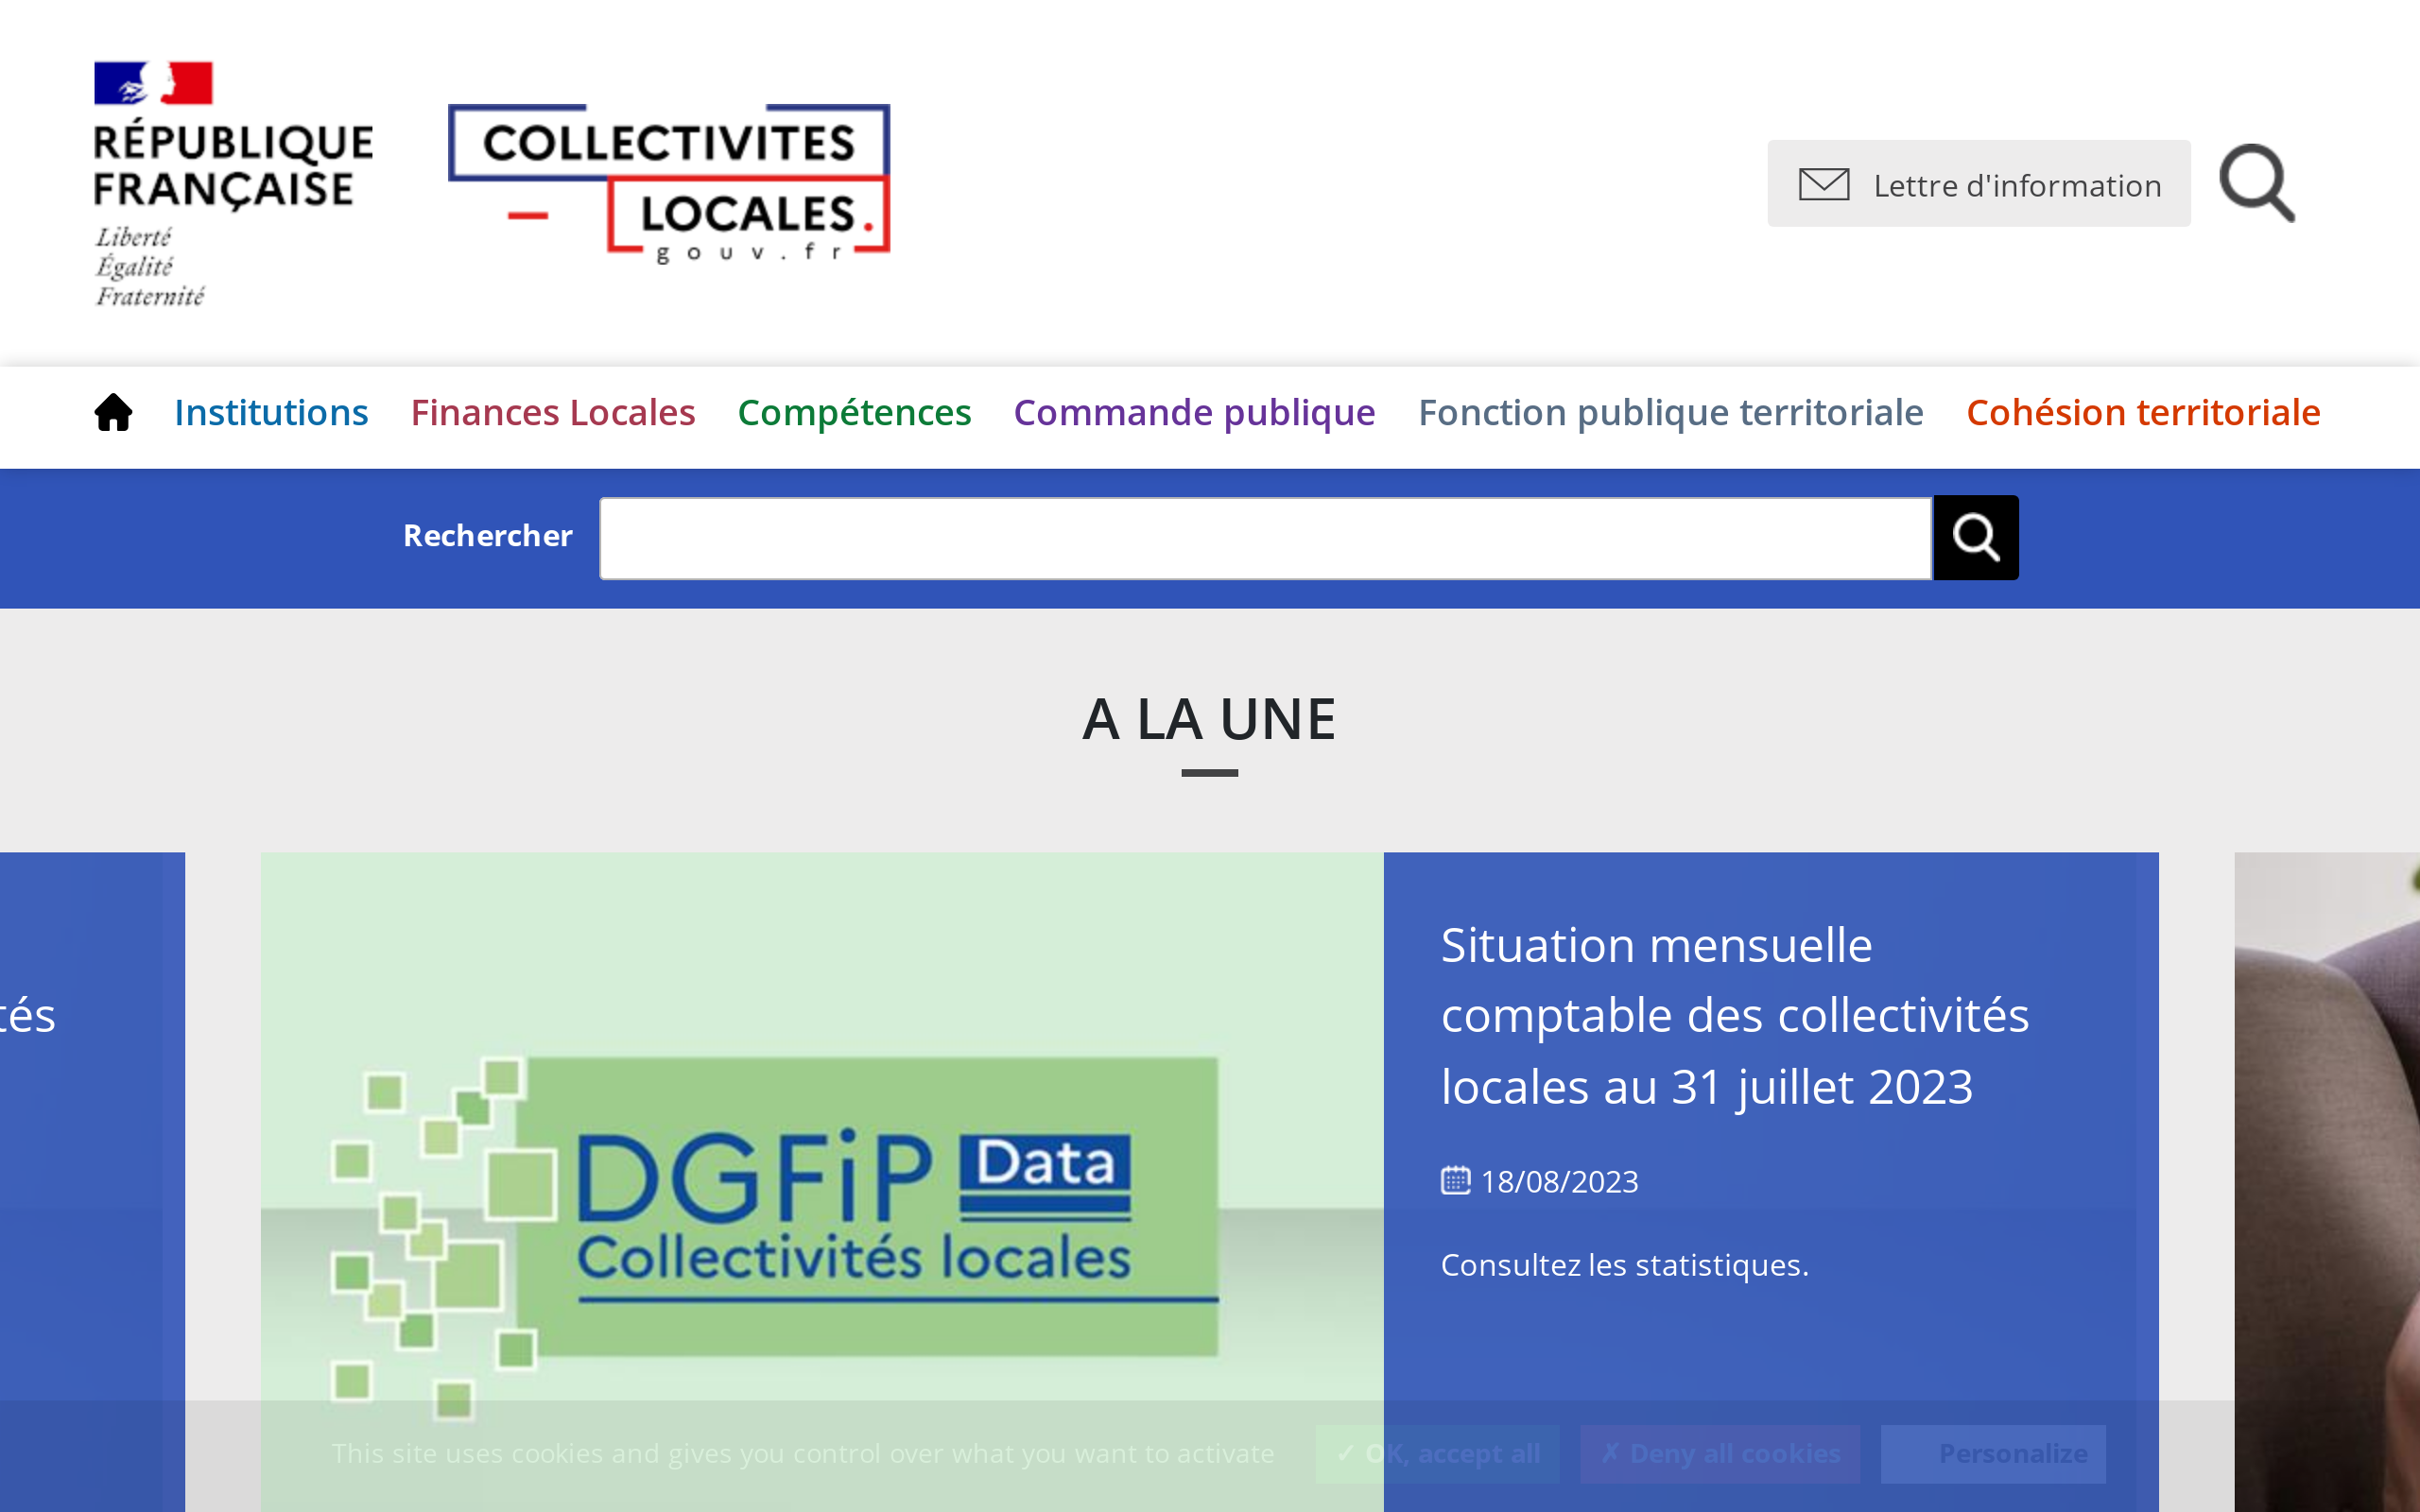 RÉPUBLIQUE
FRANÇAISE
Liberté
Égalité
Fraternité
COLLECTIVITES
LOCALES.
gouv.fr
Lettre d'information
Institutions Finances Locales Compétences Commande publique Fonction publique territoriale Cohésion territoriale
Rechercher
A LA UNE
tés
DGFiP Data
Collectivités locales
Situation mensuelle
comptable des collectivités
locales au 31 juillet 2023
18/08/2023
Consultez les statistiques.
This site uses cookies and gives you control over what you want to activate ✓ OK, accept all ✗ Deny all cookies Personalize